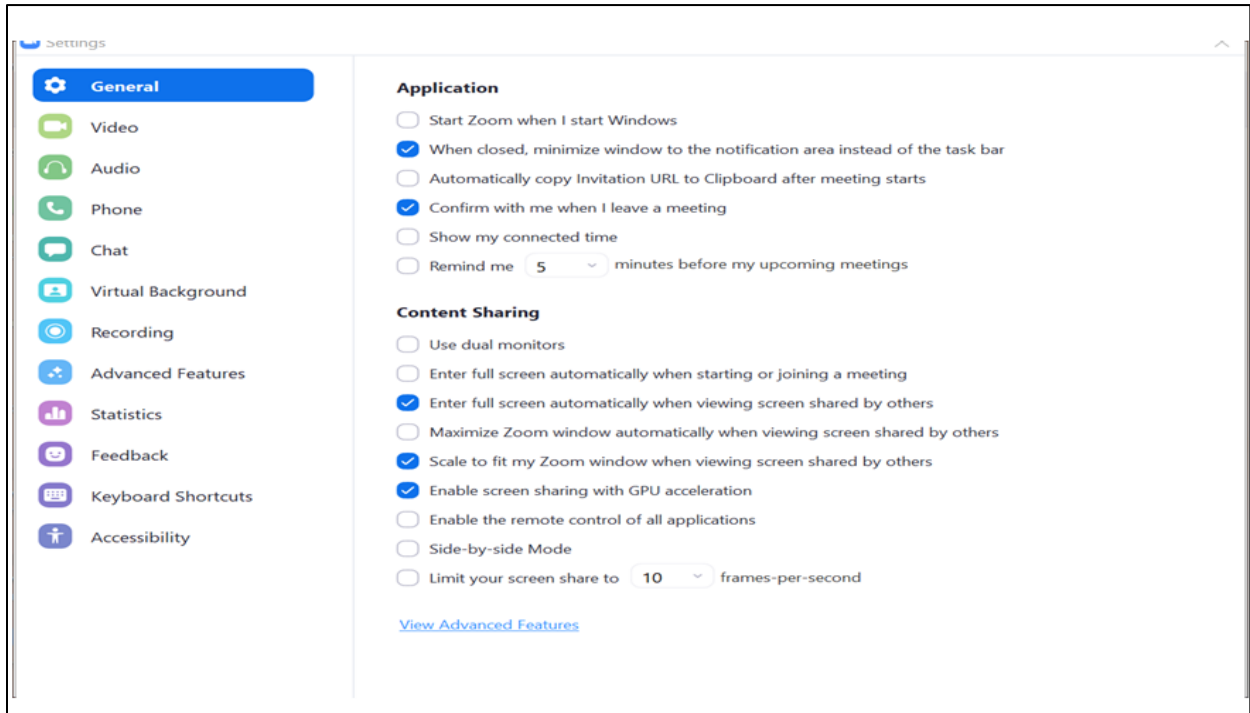 Settings
General
Video
Audio
Phone
Chat
Virtual Background
Recording
Advanced Features
Statistics
Feedback
Keyboard Shortcuts
Accessibility
Application
Start Zoom when I start Windows
When closed, minimize window to the notification area instead of the task bar
Automatically copy Invitation URL to Clipboard after meeting starts
Confirm with me when I leave a meeting
Show my connected time
Remind me 5 minutes before my upcoming meetings
Content Sharing
Use dual monitors
Enter full screen automatically when starting or joining a meeting
Enter full screen automatically when viewing screen shared by others
Maximize Zoom window automatically when viewing screen shared by others
Scale to fit my Zoom window when viewing screen shared by others
Enable screen sharing with GPU acceleration
Enable the remote control of all applications
Side-by-side Mode
Limit your screen share to 10 frames-per-second
View Advanced Features